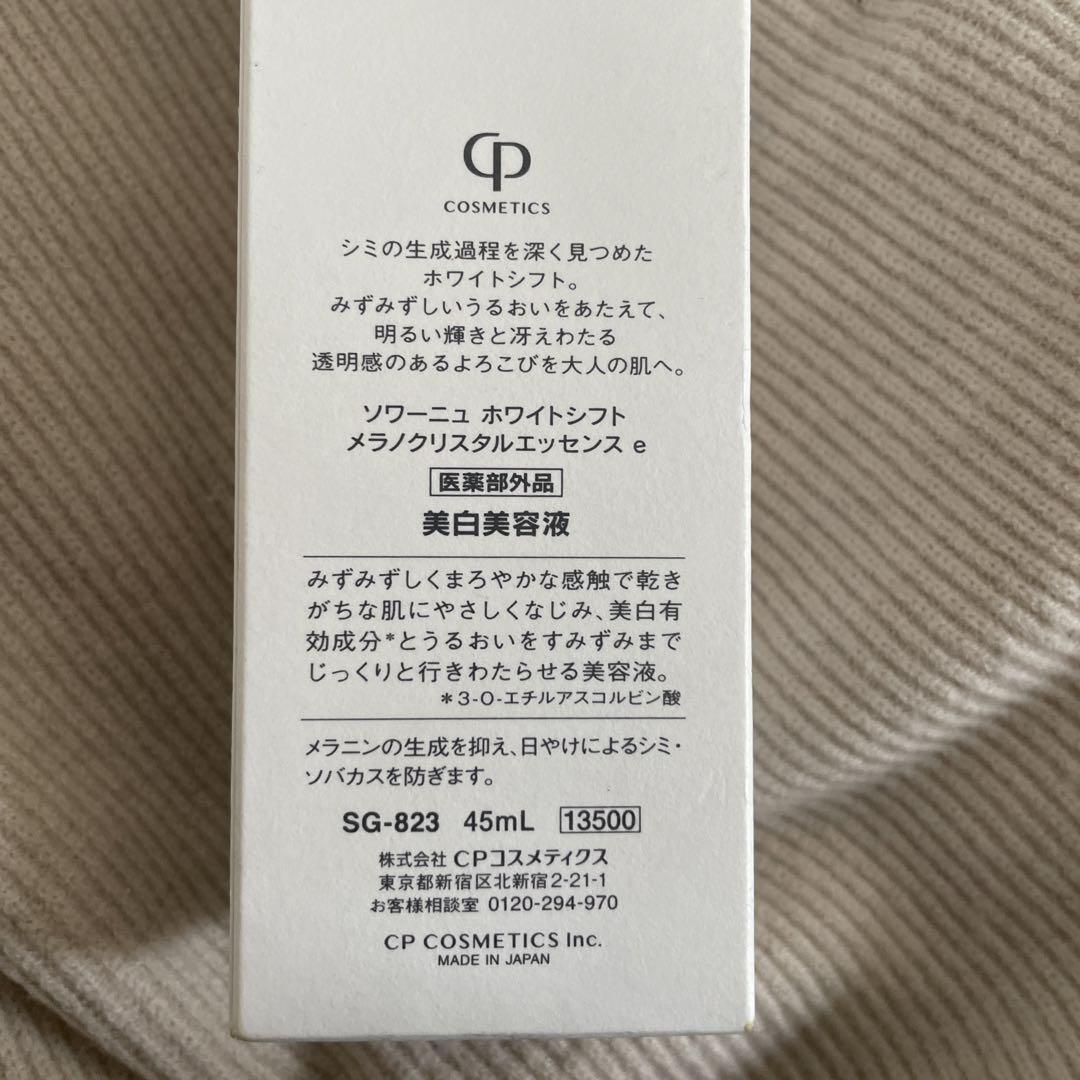 CP
COSMETICS
シミの生成過程を深く見つめた
ホワイトシフト。
みずみずしいうるおいをあたえて、
明るい輝きと冴えわたる
透明感のあるよろこびを大人の肌へ。
ソワーニュ ホワイトシフト
メラノクリスタルエッセンス e
医薬部外品
美白美容液
みずみずしくまろやかな感触で乾き
がちな肌にやさしくなじみ、美白有
効成分*とうるおいをすみずみまで
じっくりと行きわたらせる美容液。
*3-O-エチルアスコルビン酸
メラニンの生成を抑え、日やけによるシミ・
ソバカスを防ぎます。
SG-823 45mL 13500
株式会社 CPコスメティクス
東京都新宿区北新宿2-21-1
お客様相談室 0120-294-970
CP COSMETICS Inc.
MADE IN JAPAN